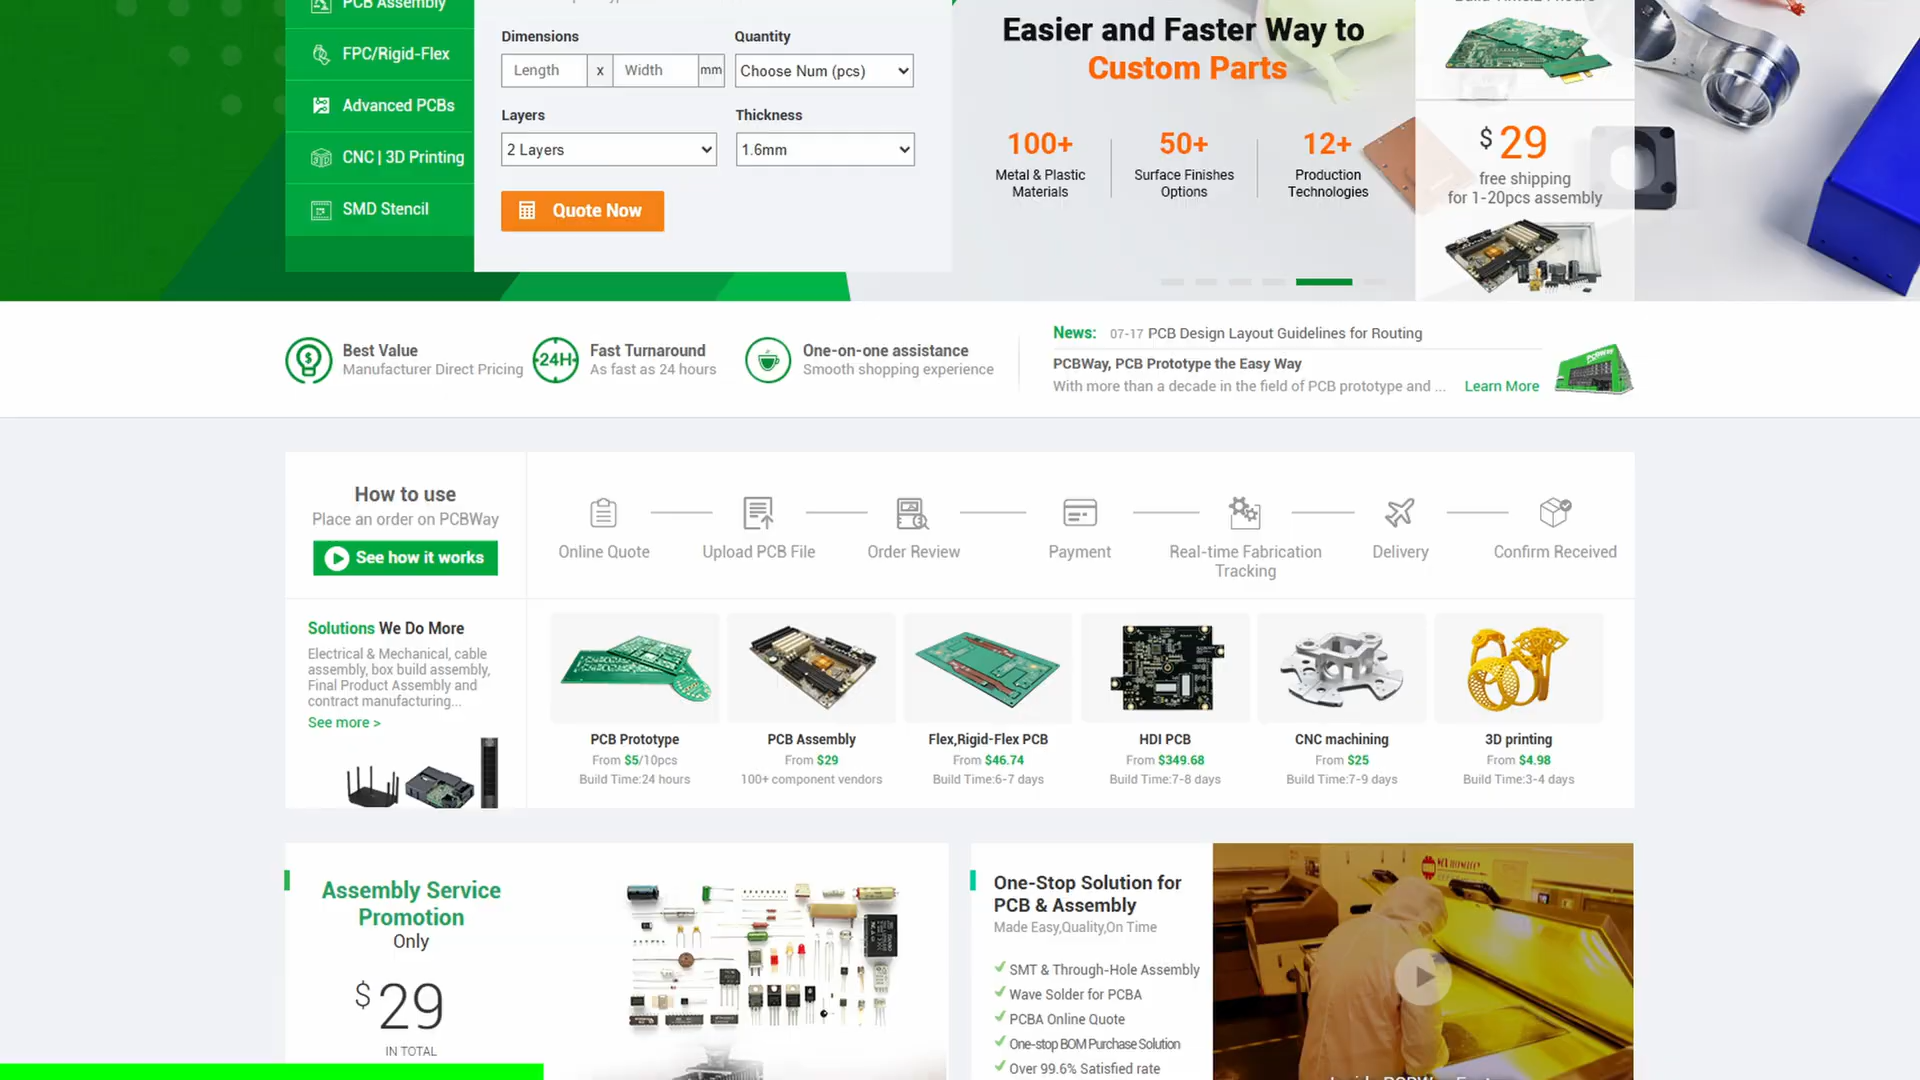 PCB Assembly
FPC/Rigid-Flex
Advanced PCBs
CNC | 3D Printing
SMD Stencil
Dimensions
Quantity
Length x Width mm
Choose Num (pcs)
Layers
Thickness
2 Layers
1.6mm
Quote Now
Easier and Faster Way to
Custom Parts
100+
Metal & Plastic
Materials
50+
Surface Finishes
Options
12+
Production
Technologies
$29
free shipping
for 1-20pcs assembly
Best Value
Manufacturer Direct Pricing
24H
Fast Turnaround
As fast as 24 hours
One-on-one assistance
Smooth shopping experience
News: 07-17 PCB Design Layout Guidelines for Routing
PCBWay, PCB Prototype the Easy Way
With more than a decade in the field of PCB prototype and ... Learn More
How to use
Place an order on PCBWay
See how it works
Online Quote
Upload PCB File
Order Review
Payment
Real-time Fabrication
Tracking
Delivery
Confirm Received
Solutions We Do More
Electrical & Mechanical, cable
assembly, box build assembly,
Final Product Assembly and
contract manufacturing...
See more >
PCB Prototype
From $5/10pcs
Build Time:24 hours
PCB Assembly
From $29
100+ component vendors
Flex,Rigid-Flex PCB
From $46.74
Build Time:6-7 days
HDI PCB
From $349.68
Build Time:7-8 days
CNC machining
From $25
Build Time:7-9 days
3D printing
From $4.98
Build Time:3-4 days
Assembly Service
Promotion
Only
$29
IN TOTAL
One-Stop Solution for
PCB & Assembly
Made Easy,Quality,On Time
SMT & Through-Hole Assembly
Wave Solder for PCBA
PCBA Online Quote
One-stop BOM Purchase Solution
Over 99.6% Satisfied rate